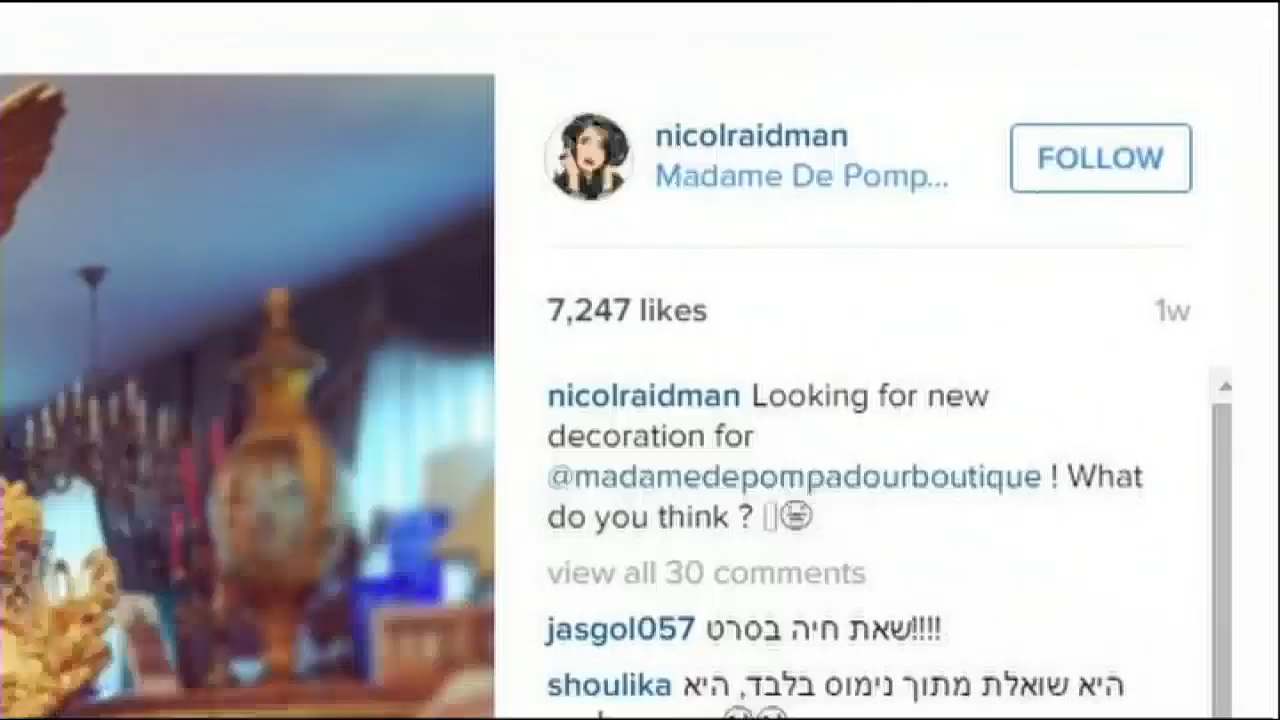 nicolraidman
Madame De Pomp...
FOLLOW
7,247 likes
1w
nicolraidman Looking for new
decoration for
@madamedepompadourboutique ! What
do you think ? 
view all 30 comments
jasgol057 שאת חיה בסרט!!!!
shoulika היא שואלת מתוך נימוס בלבד, היא